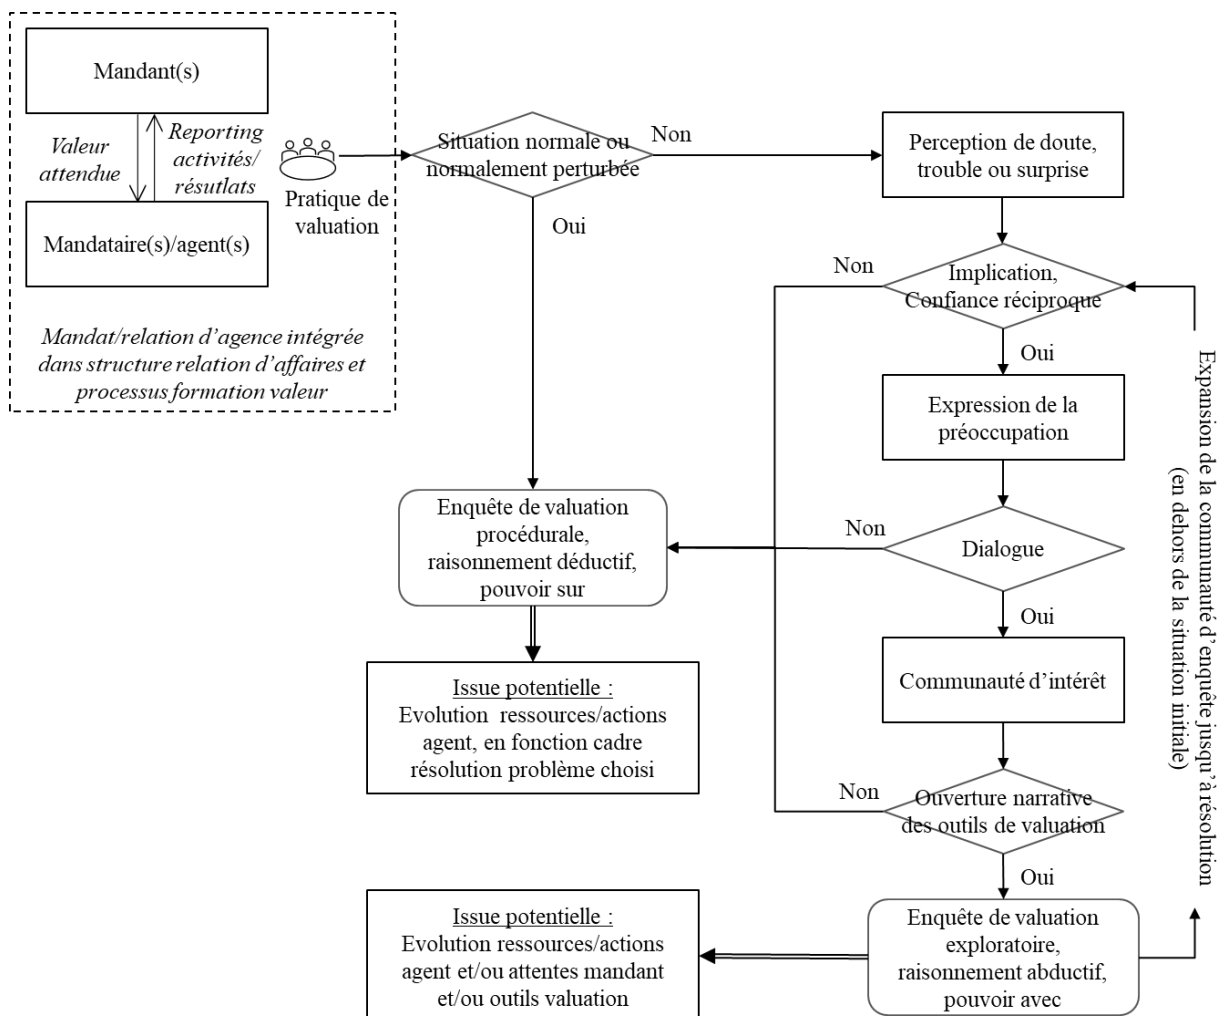 Mandant(s)
Valeur
attendue
Reporting
activités/
résutlats
Mandataire(s)/agent(s)
Pratique de
valuation
Mandat/relation d’agence intégrée
dans structure relation d’affaires et
processus formation valeur
Situation normale ou
normalement perturbée
Non
Oui
Perception de doute,
trouble ou surprise
Implication,
Confiance réciproque
Non
Oui
Expression de la
préoccupation
Dialogue
Non
Oui
Communauté d’intérêt
Ouverture narrative
des outils de valuation
Non
Oui
Enquête de valuation
exploratoire,
raisonnement abductif,
pouvoir avec
Expansion de la communauté d’enquête jusqu’à résolution
(en dehors de la situation initiale)
Enquête de valuation
procédurale,
raisonnement déductif,
pouvoir sur
Issue potentielle :
Evolution ressources/actions
agent, en fonction cadre
résolution problème choisi
Issue potentielle :
Evolution ressources/actions
agent et/ou attentes mandant
et/ou outils valuation